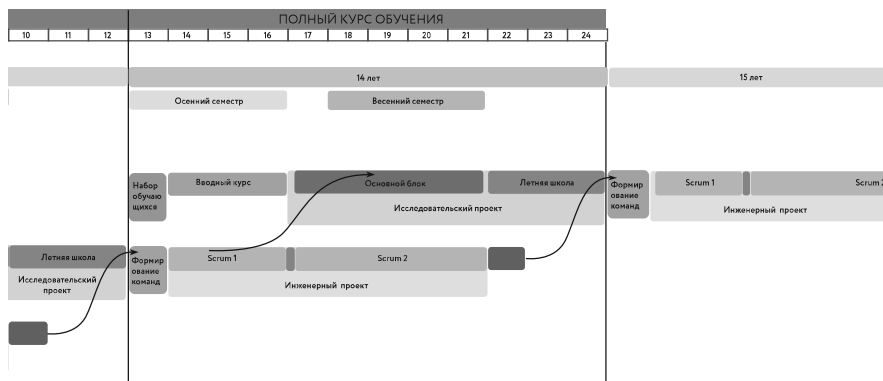 ПОЛНЫЙ КУРС ОБУЧЕНИЯ
10 11 12 13 14 15 16 17 18 19 20 21 22 23 24
14 лет 15 лет
Осенний семестр Весенний семестр
Набор
обучаю
щихся
Вводный курс
Основной блок
Летняя школа
Исследовательский проект
Формир
ование
команд
Scrum 1
Scrum 2
Инженерный проект
Летняя школа
Исследовательский
проект
Формир
ование
команд
Scrum 1
Scrum 2
Инженерный проект